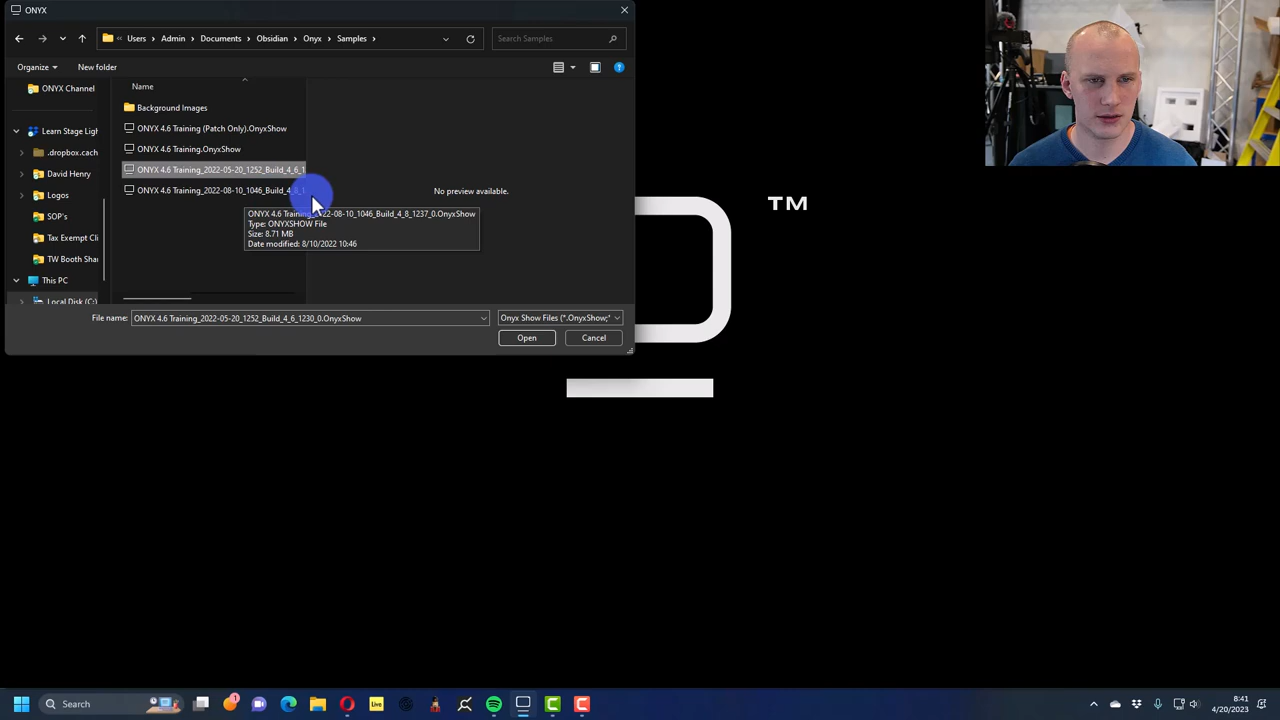 ONYX
« Users › Admin › Documents › Obsidian › Onyx › Samples ›
Search Samples
Organize
New folder
Name
ONYX Channel
Learn Stage Ligh
.dropbox.cach
David Henry
Logos
SOP's
Tax Exempt Cli
TW Booth Shar
This PC
Local Disk (C:)
Background Images
ONYX 4.6 Training (Patch Only).OnyxShow
ONYX 4.6 Training.OnyxShow
ONYX 4.6 Training_2022-05-20_1252_Build_4_6_1
ONYX 4.6 Training_2022-08-10_1046_Build_4_8_1
No preview available.
ONYX 4.6 Training_2022-08-10_1046_Build_4_8_1237_0.OnyxShow
Type: ONYXSHOW File
Size: 8.71 MB
Date modified: 8/10/2022 10:46
File name:
ONYX 4.6 Training_2022-05-20_1252_Build_4_6_1230_0.OnyxShow
Onyx Show Files (*.OnyxShow;*
Open
Cancel
TM
Search
1
Live
8:41
4/20/2023